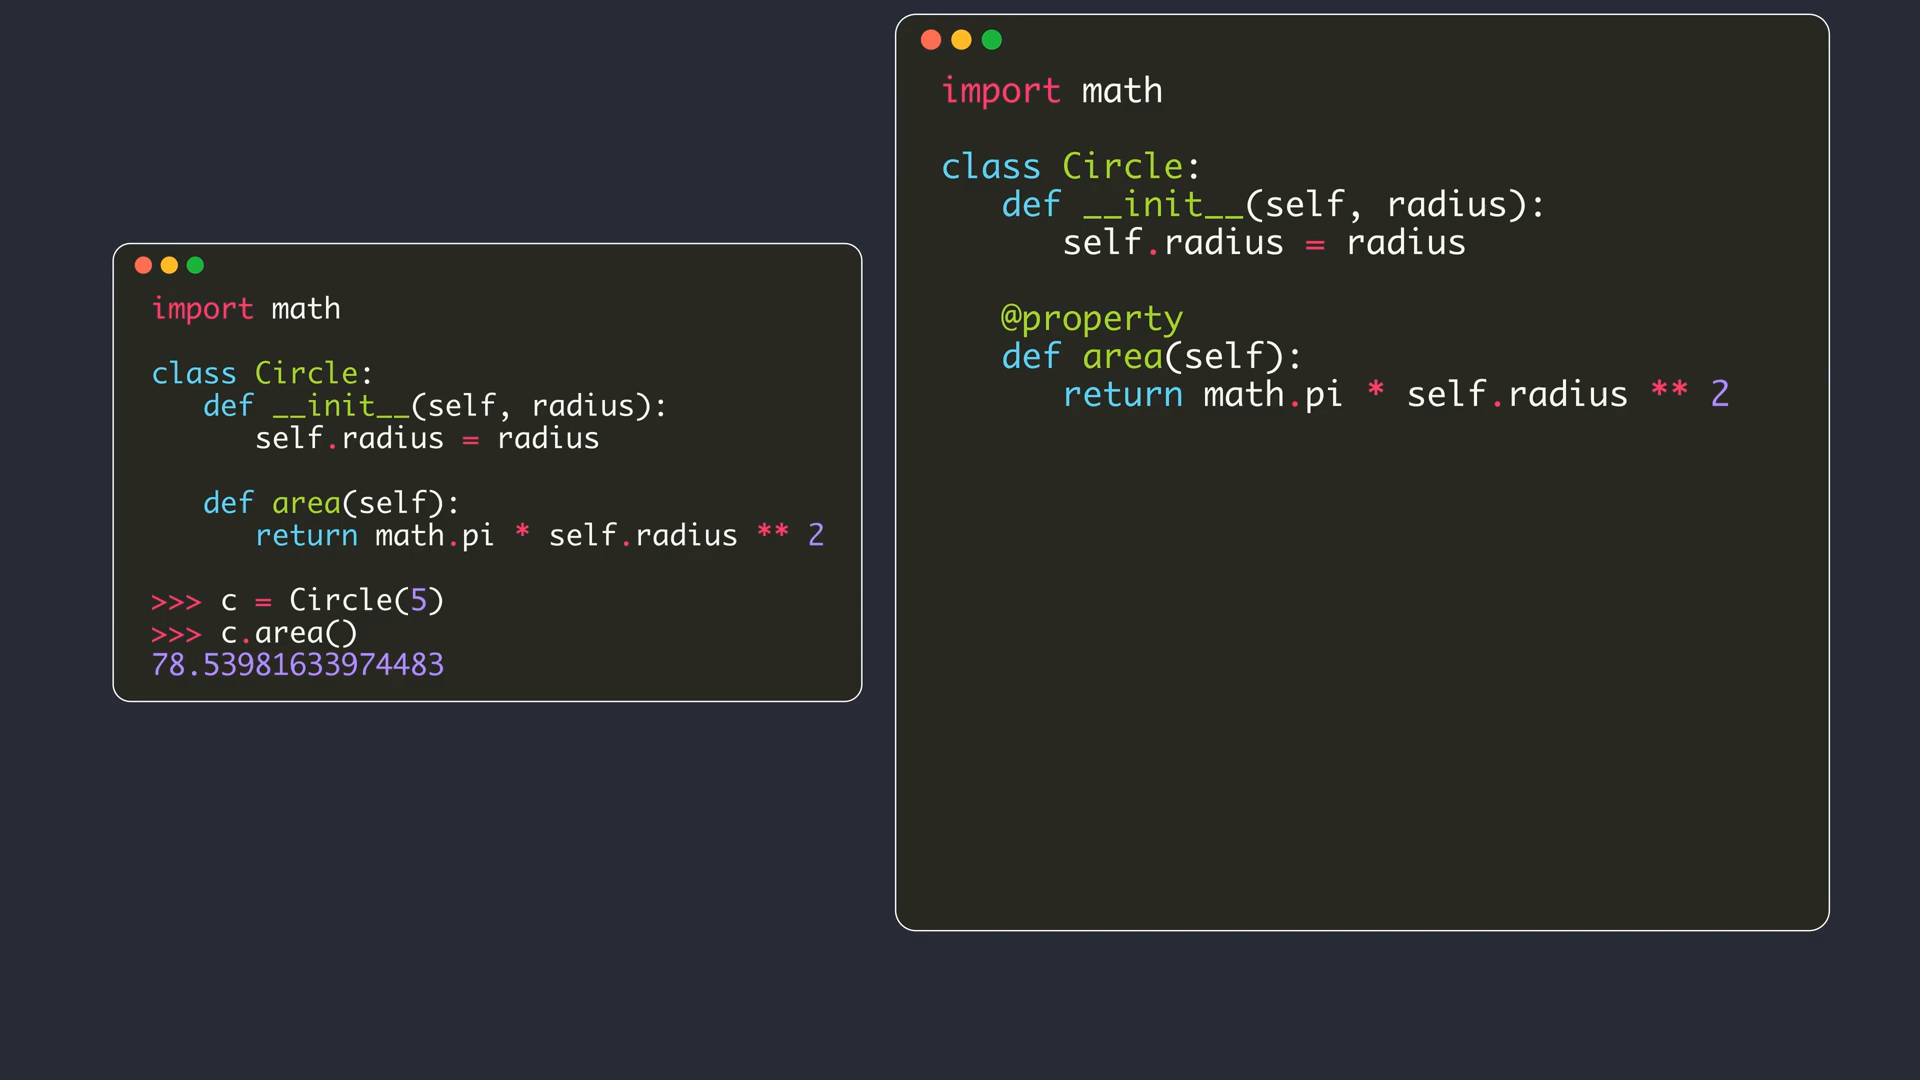 import math
class Circle:
def __init__(self, radius):
self.radius = radius
def area(self):
return math.pi * self.radius ** 2
>>> c = Circle(5)
>>> c.area()
78.53981633974483
import math
class Circle:
def __init__(self, radius):
self.radius = radius
@property
def area(self):
return math.pi * self.radius ** 2